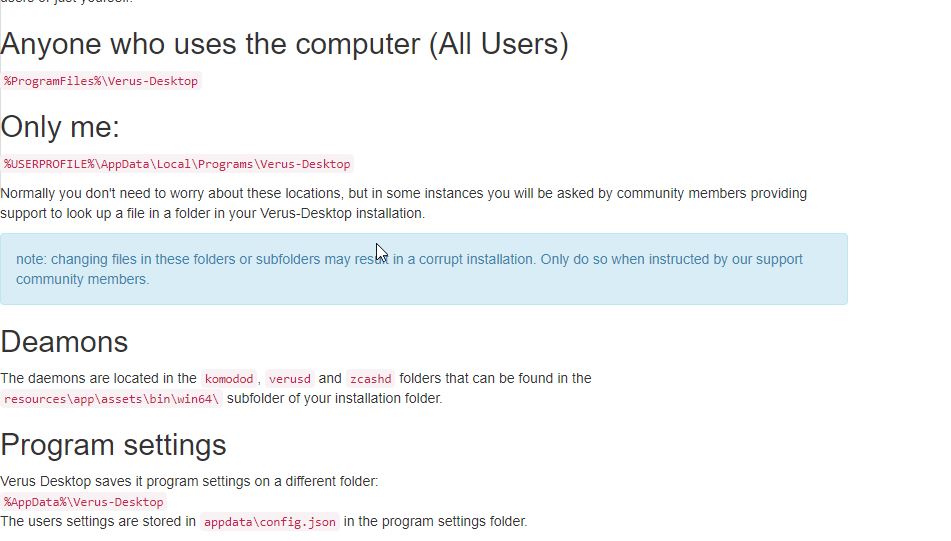 Anyone who uses the computer (All Users)
%ProgramFiles%\Verus-Desktop
Only me:
%USERPROFILE%\AppData\Local\Programs\Verus-Desktop
Normally you don't need to worry about these locations, but in some instances you will be asked by community members providing
support to look up a file in a folder in your Verus-Desktop installation.
note: changing files in these folders or subfolders may result in a corrupt installation. Only do so when instructed by our support
community members.
Deamons
The daemons are located in the komodod, verusd and zcashd folders that can be found in the
resources\app\assets\bin\win64\ subfolder of your installation folder.
Program settings
Verus Desktop saves it program settings on a different folder:
%AppData%\Verus-Desktop
The users settings are stored in appdata\config.json in the program settings folder.